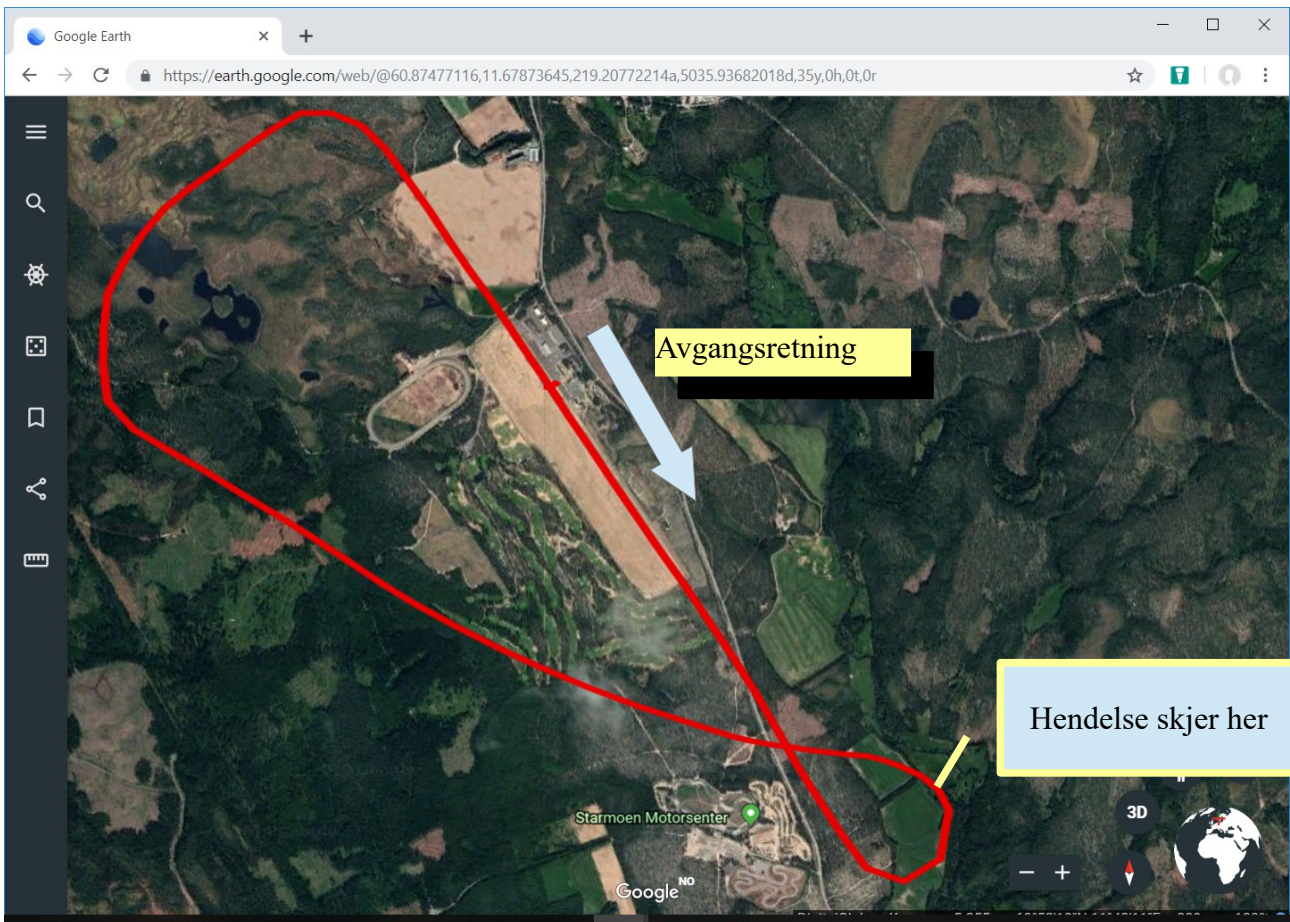 Google Earth
https://earth.google.com/web/@60.87477116,11.67873645,219.20772214a,5035.93682018d,35y,0h,0t,0r
Avgangsretning
Hendelse skjer her
Starmoen Motorsenter
3D
Google NO